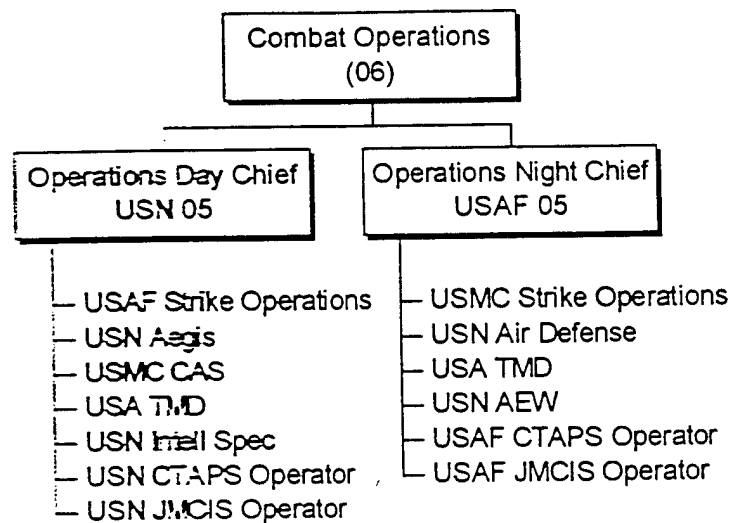 Combat Operations
(06)
Operations Day Chief
USN 05
USAF Strike Operations
USN Aegis
USMC CAS
USA TMD
USN Intell Spec
USN CTAPS Operator
USN JMCIS Operator
Operations Night Chief
USAF 05
USMC Strike Operations
USN Air Defense
USA TMD
USN AEW
USAF CTAPS Operator
USAF JMCIS Operator